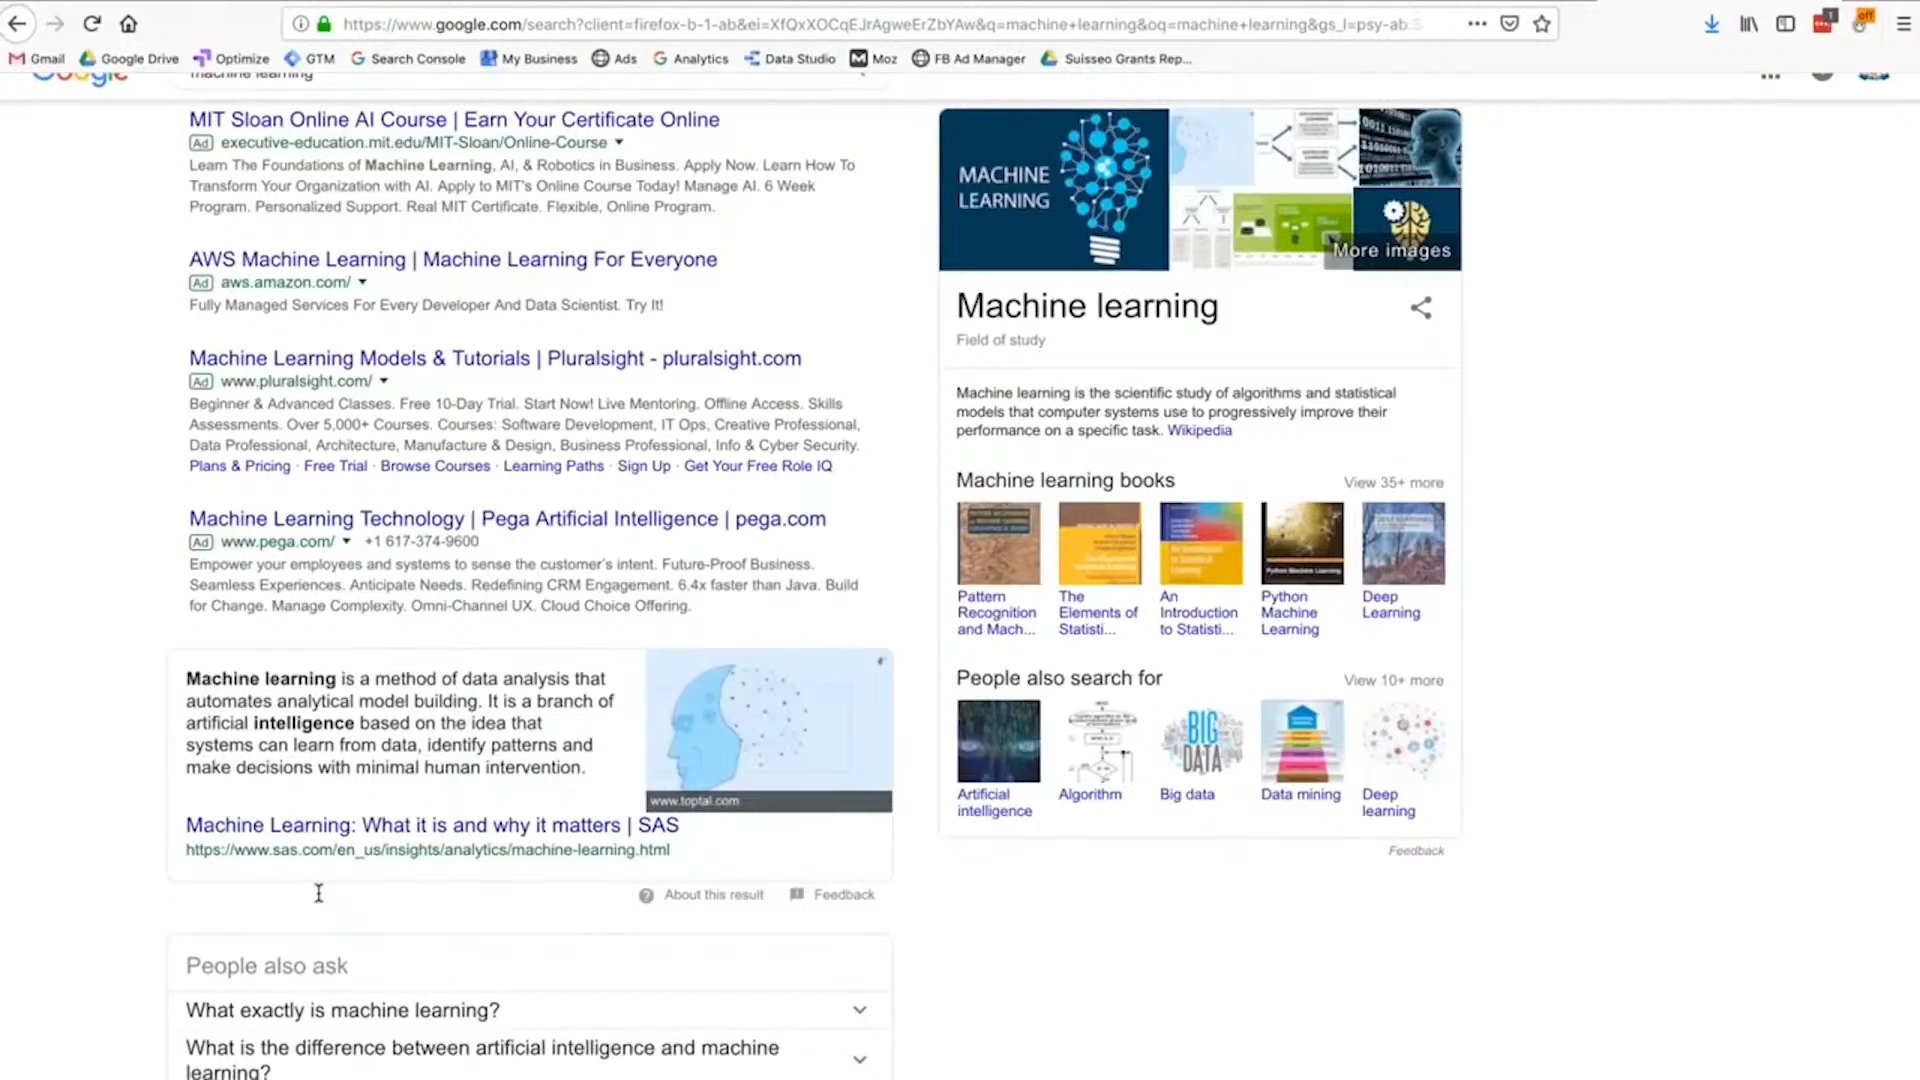 https://www.google.com/search?client=firefox-b-1-ab&ei=XfQxXOCqEJrAgweErZbYAw&q=machine+learning&oq=machine+learning&gs_l=psy-ab.
1
off
Gmail Google Drive Optimize GTM Search Console My Business Ads Analytics Data Studio Moz FB Ad Manager Suisseo Grants Rep...
Google machine learning
MIT Sloan Online AI Course | Earn Your Certificate Online
Ad executive-education.mit.edu/MIT-Sloan/Online-Course
Learn The Foundations of Machine Learning, AI, & Robotics in Business. Apply Now. Learn How To
Transform Your Organization with AI. Apply to MIT's Online Course Today! Manage AI. 6 Week
Program. Personalized Support. Real MIT Certificate. Flexible, Online Program.
AWS Machine Learning | Machine Learning For Everyone
Ad aws.amazon.com/
Fully Managed Services For Every Developer And Data Scientist. Try It!
Machine Learning Models & Tutorials | Pluralsight - pluralsight.com
Ad www.pluralsight.com/
Beginner & Advanced Classes. Free 10-Day Trial. Start Now! Live Mentoring. Offline Access. Skills
Assessments. Over 5,000+ Courses. Courses: Software Development, IT Ops, Creative Professional,
Data Professional, Architecture, Manufacture & Design, Business Professional, Info & Cyber Security.
Plans & Pricing · Free Trial · Browse Courses · Learning Paths · Sign Up · Get Your Free Role IQ
Machine Learning Technology | Pega Artificial Intelligence | pega.com
Ad www.pega.com/ +1 617-374-9600
Empower your employees and systems to sense the customer's intent. Future-Proof Business.
Seamless Experiences. Anticipate Needs. Redefining CRM Engagement. 6.4x faster than Java. Build
for Change. Manage Complexity. Omni-Channel UX. Cloud Choice Offering.
Machine learning is a method of data analysis that
automates analytical model building. It is a branch of
artificial intelligence based on the idea that
systems can learn from data, identify patterns and
make decisions with minimal human intervention.
www.toptal.com
Machine Learning: What it is and why it matters | SAS
https://www.sas.com/en_us/insights/analytics/machine-learning.html
About this result Feedback
People also ask
What exactly is machine learning?
What is the difference between artificial intelligence and machine
learning?
MACHINE
LEARNING
More images
Machine learning
Field of study
Machine learning is the scientific study of algorithms and statistical
models that computer systems use to progressively improve their
performance on a specific task. Wikipedia
Machine learning books View 35+ more
Python Machine Learning
Pattern
Recognition
and Mach...
The
Elements of
Statisti...
An
Introduction
to Statisti...
Python
Machine
Learning
Deep
Learning
People also search for View 10+ more
BIG
DATA
Artificial
intelligence
Algorithm
Big data
Data mining
Deep
learning
Feedback